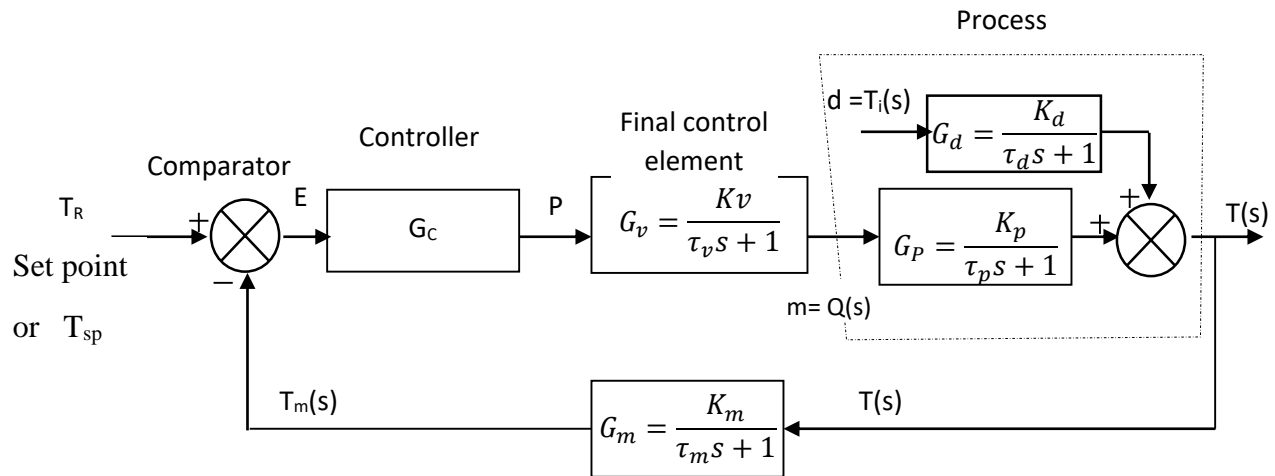 Process
d =Tᵢ(s)
G_d = K_d / (τ_d s + 1)
Final control
element
Controller
Comparator
T_R
+
E
G_C
P
G_v = Kv / (τ_v s + 1)
G_P = K_p / (τ_p s + 1)
+
+
T(s)
Set point
or T_sp
−
m= Q(s)
T_m(s)
G_m = K_m / (τ_m s + 1)
T(s)